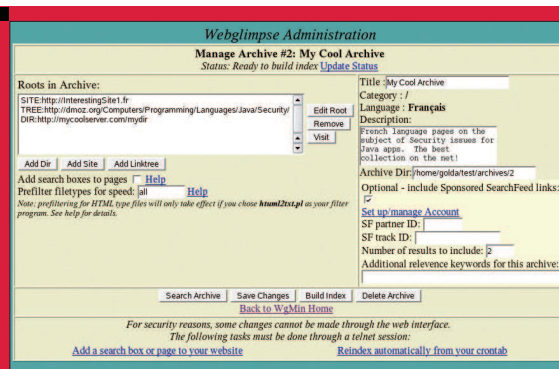 Webglimpse Administration
Manage Archive #2: My Cool Archive
Status: Ready to build index Update Status
Roots in Archive:
SITE:http://InterestingSite1.fr
TREE:http://dmoz.org/Computers/Programming/Languages/Java/Security/
DIR:http://mycoolserver.com/mydir
Edit Root
Remove
Visit
Add Dir Add Site Add Linktree
Add search boxes to pages Help
Prefilter filetypes for speed: all Help
Note: prefiltering for HTML type files will only take effect if you chose htuml2txt.pl as your filter
program. See help for details.
Title : My Cool Archive
Category : /
Language : Français
Description:
French language pages on the
subject of Security issues for
Java apps. The best
collection on the net!
Archive Dir: /home/golda/test/archives/2
Optional - include Sponsored SearchFeed links:
Set up/manage Account
SF partner ID:
SF track ID:
Number of results to include: 2
Additional relevence keywords for this archive:
Search Archive Save Changes Build Index Delete Archive
Back to WgMin Home
For security reasons, some changes cannot be made through the web interface.
The following tasks must be done through a telnet session:
Add a search box or page to your website Reindex automatically from your crontab